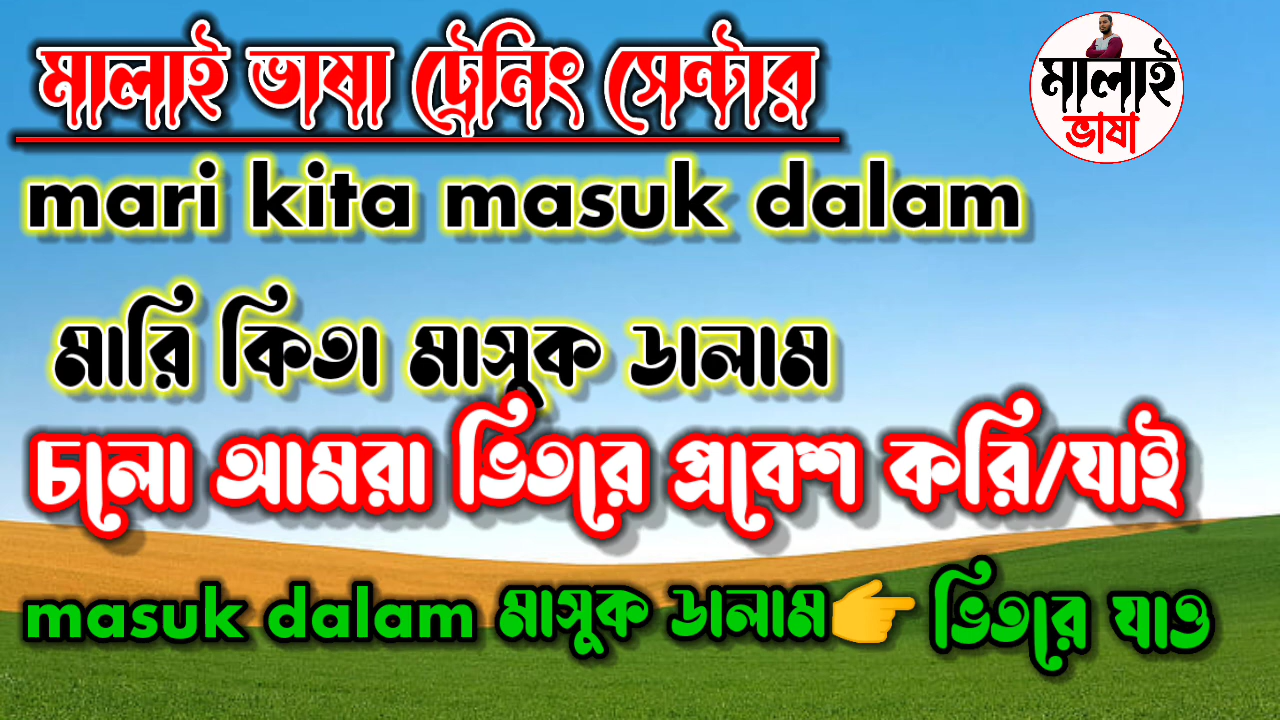 মালাই ভাষা ট্রেনিং সেন্টার
মালাই
ভাষা
mari kita masuk dalam
মারি কিতা মাসুক ডালাম
চলো আমরা ভিতরে প্রবেশ করি/যাই
masuk dalam মাসুক ডালাম👉 ভিতরে যাও